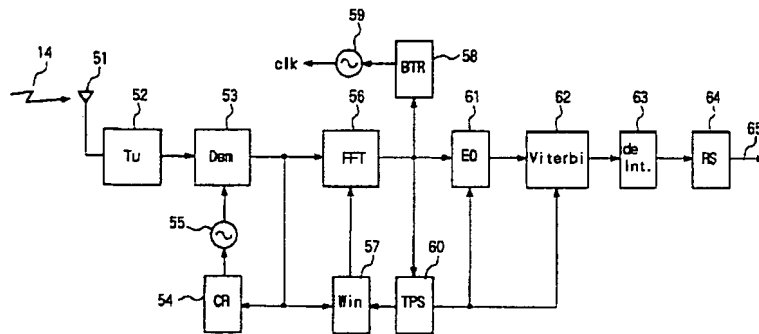 59
clk
BTR
58
14
51
52
53
56
61
62
63
64
Tu
Dem
FFT
EQ
Viterbi
de
Int.
RS
65
55
57
60
54
CR
Win
TPS